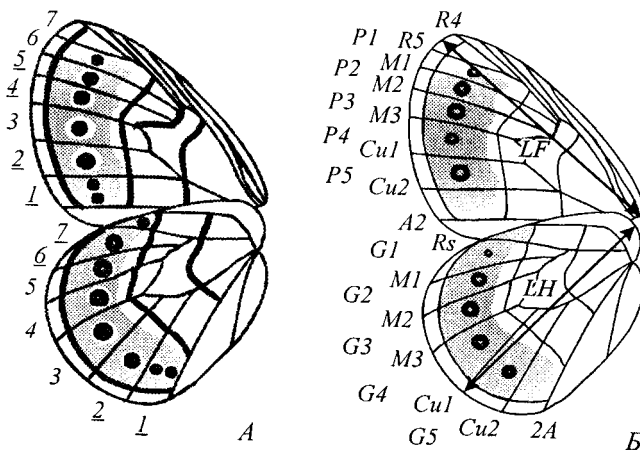 7
6
5
4
3
2
1
7
6
5
4
3
2
1
А
R4
P1 R5
P2 M1
M2
P3 M3
P4
Cu1
P5
Cu2
LF
A2
G1 Rs
M1
G2
M2
LH
G3 M3
G4
Cu1
G5 Cu2 2A
Б